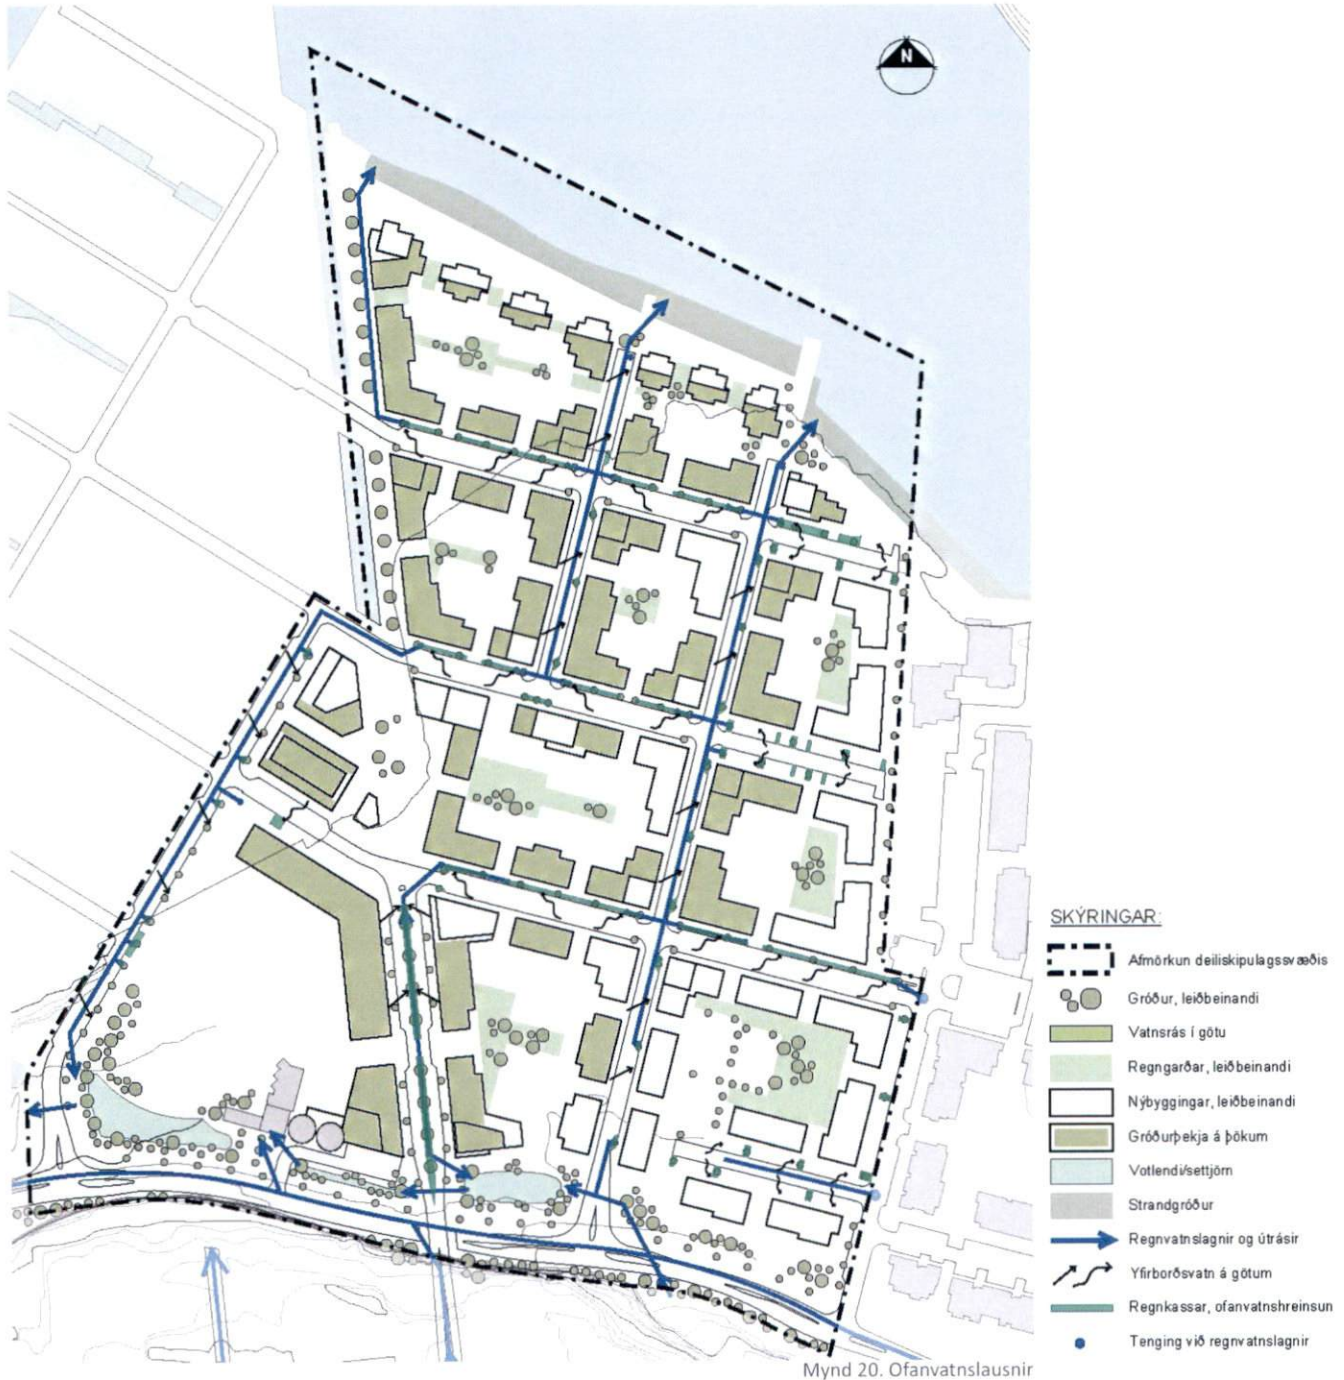 N
SKÝRINGAR:
Afmörkun deiliskipulagssvæðis
Gróður, leiðbeinandi
Vatnsrás í götu
Regngarðar, leiðbeinandi
Nýbyggingar, leiðbeinandi
Gróðurþekja á þökum
Votlendi/settjörn
Strandgróður
Regnvatnslagnir og útrásir
Yfirborðsvatn á götum
Regnkassar, ofanvatnshreinsun
Tenging við regnvatnslagnir
Mynd 20. Ofanvatnslausnir